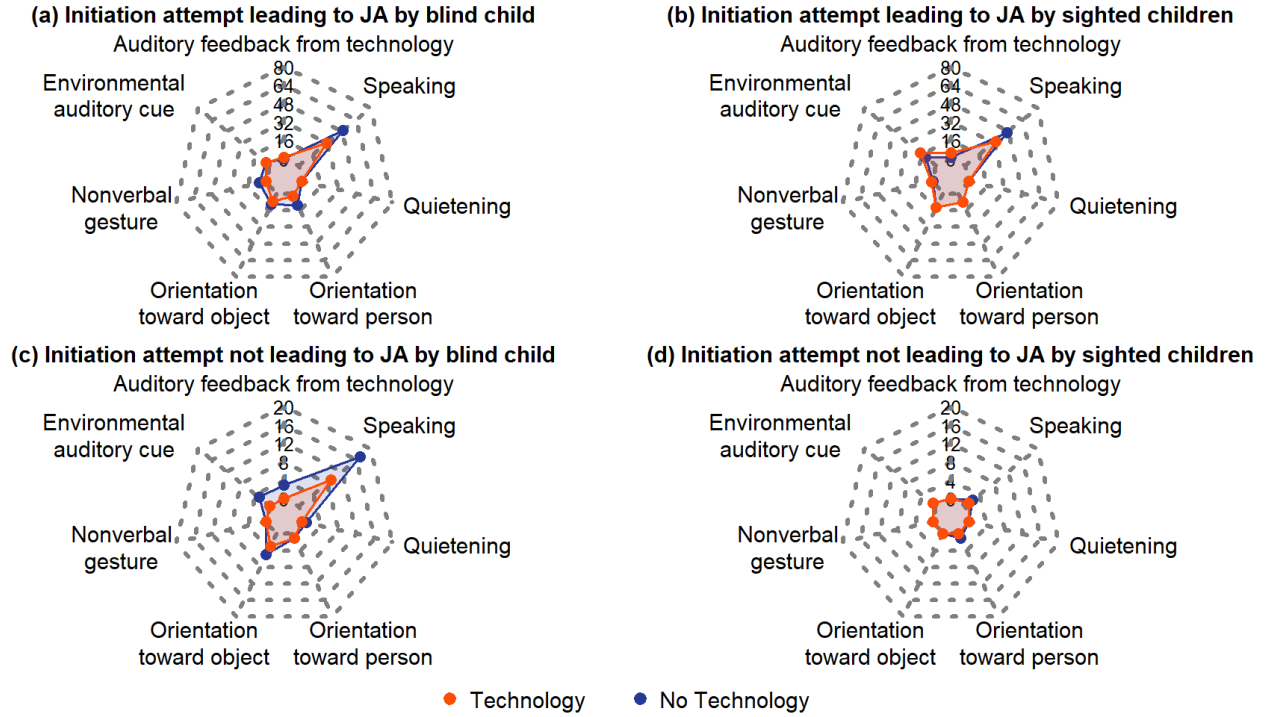 (a) Initiation attempt leading to JA by blind child
Auditory feedback from technology
Environmental
auditory cue
80
64
48
32
16
0
Speaking
Nonverbal
gesture
Quietening
Orientation
toward object
Orientation
toward person
(b) Initiation attempt leading to JA by sighted children
Auditory feedback from technology
Environmental
auditory cue
80
64
48
32
16
0
Speaking
Nonverbal
gesture
Quietening
Orientation
toward object
Orientation
toward person
(c) Initiation attempt not leading to JA by blind child
Auditory feedback from technology
Environmental
auditory cue
20
16
12
8
0
Speaking
Nonverbal
gesture
Quietening
Orientation
toward object
Orientation
toward person
(d) Initiation attempt not leading to JA by sighted children
Auditory feedback from technology
Environmental
auditory cue
20
16
12
8
4
0
Speaking
Nonverbal
gesture
Quietening
Orientation
toward object
Orientation
toward person
Technology
No Technology